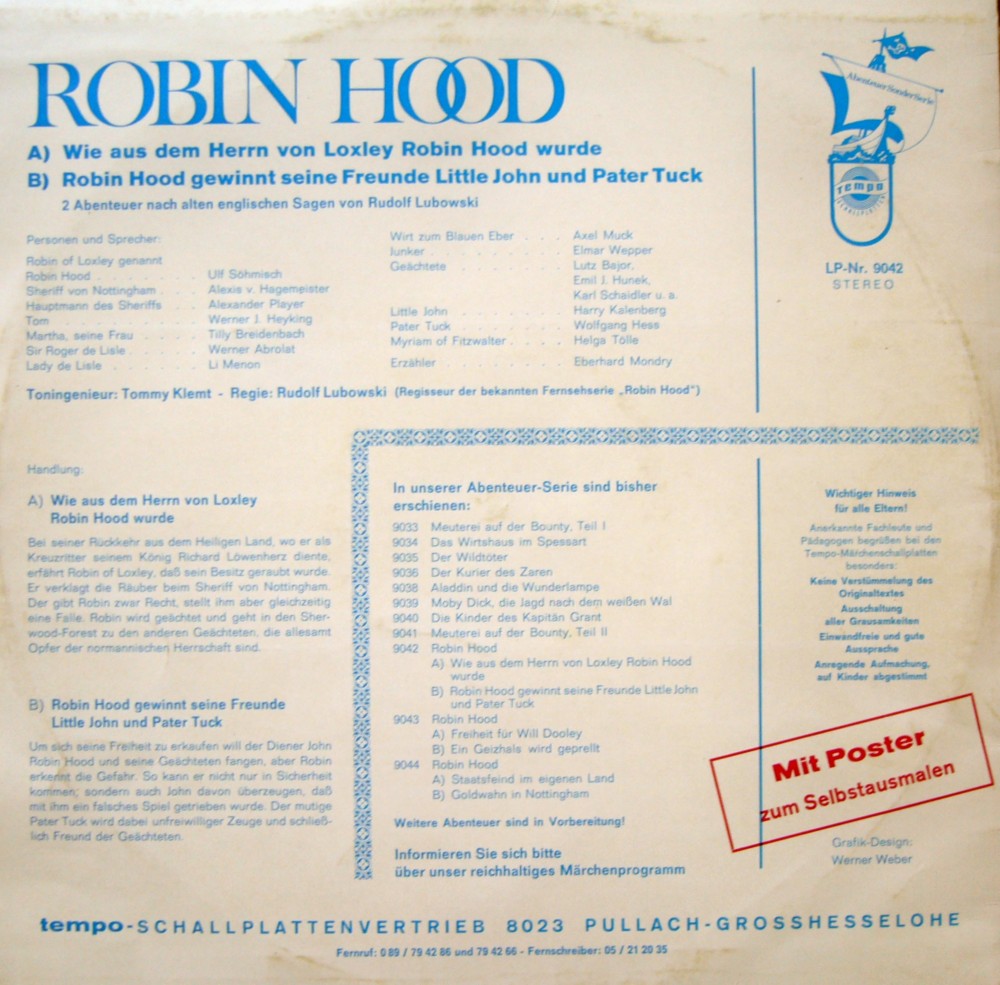 ROBIN HOOD
A) Wie aus dem Herrn von Loxley Robin Hood wurde
B) Robin Hood gewinnt seine Freunde Little John und Pater Tuck
2 Abenteuer nach alten englischen Sagen von Rudolf Lubowski
Abenteuer Sonder Serie
Tempo
SCHALLPLATTEN
LP-Nr. 9042
STEREO
Personen und Sprecher:
Robin of Loxley genannt
Robin Hood . . . . . . . . Ulf Söhmisch
Sheriff von Nottingham . . . . Alexis v. Hagemeister
Hauptmann des Sheriffs . . . Alexander Player
Tom . . . . . . . . . . . Werner J. Heyking
Martha, seine Frau . . . . . Tilly Breidenbach
Sir Roger de Lisle . . . . . . Werner Abrolat
Lady de Lisle . . . . . . . . Li Menon
Wirt zum Blauen Eber . . . . Axel Muck
Junker . . . . . . . . . . Elmar Wepper
Geächtete . . . . . . . . . Lutz Bajor,
Emil J. Hunek,
Karl Schaidler u. a.
Little John . . . . . . . . Harry Kalenberg
Pater Tuck . . . . . . . . Wolfgang Hess
Myriam of Fitzwalter . . . . . Helga Tölle
Erzähler . . . . . . . . . Eberhard Mondry
Toningenieur: Tommy Klemt - Regie: Rudolf Lubowski (Regisseur der bekannten Fernsehserie „Robin Hood")
Handlung:
A) Wie aus dem Herrn von Loxley
Robin Hood wurde
Bei seiner Rückkehr aus dem Heiligen Land, wo er als
Kreuzritter seinem König Richard Löwenherz diente,
erfährt Robin of Loxley, daß sein Besitz geraubt wurde.
Er verklagt die Räuber beim Sheriff von Nottingham.
Der gibt Robin zwar Recht, stellt ihm aber gleichzeitig
eine Falle. Robin wird geächtet und geht in den Sher-
wood-Forest zu den anderen Geächteten, die allesamt
Opfer der normannischen Herrschaft sind.
B) Robin Hood gewinnt seine Freunde
Little John und Pater Tuck
Um sich seine Freiheit zu erkaufen will der Diener John
Robin Hood und seine Geächteten fangen, aber Robin
erkennt die Gefahr. So kann er nicht nur in Sicherheit
kommen, sondern auch John davon überzeugen, daß
mit ihm ein falsches Spiel getrieben wurde. Der mutige
Pater Tuck wird dabei unfreiwilliger Zeuge und schließ-
lich Freund der Geächteten.
In unserer Abenteuer-Serie sind bisher
erschienen:
9033 Meuterei auf der Bounty, Teil I
9034 Das Wirtshaus im Spessart
9035 Der Wildtöter
9036 Der Kurier des Zaren
9038 Aladdin und die Wunderlampe
9039 Moby Dick, die Jagd nach dem weißen Wal
9040 Die Kinder des Kapitän Grant
9041 Meuterei auf der Bounty, Teil II
9042 Robin Hood
A) Wie aus dem Herrn von Loxley Robin Hood
wurde
B) Robin Hood gewinnt seine Freunde Little John
und Pater Tuck
9043 Robin Hood
A) Freiheit für Will Dooley
B) Ein Geizhals wird geprellt
9044 Robin Hood
A) Staatsfeind im eigenen Land
B) Goldwahn in Nottingham
Weitere Abenteuer sind in Vorbereitung!
Informieren Sie sich bitte
über unser reichhaltiges Märchenprogramm
Wichtiger Hinweis
für alle Eltern!
Anerkannte Fachleute und
Pädagogen begrüßen bei den
Tempo-Märchenschallplatten
besonders:
Keine Verstümmelung des
Originaltextes
Ausschaltung
aller Grausamkeiten
Einwandfreie und gute
Aussprache
Anregende Aufmachung,
auf Kinder abgestimmt
Mit Poster
zum Selbstausmalen
Grafik-Design:
Werner Weber
tempo-SCHALLPLATTENVERTRIEB 8023 PULLACH-GROSSHESSELOHE
Fernruf: 0 89 / 79 42 86 und 79 42 66 - Fernschreiber: 05 / 21 20 35